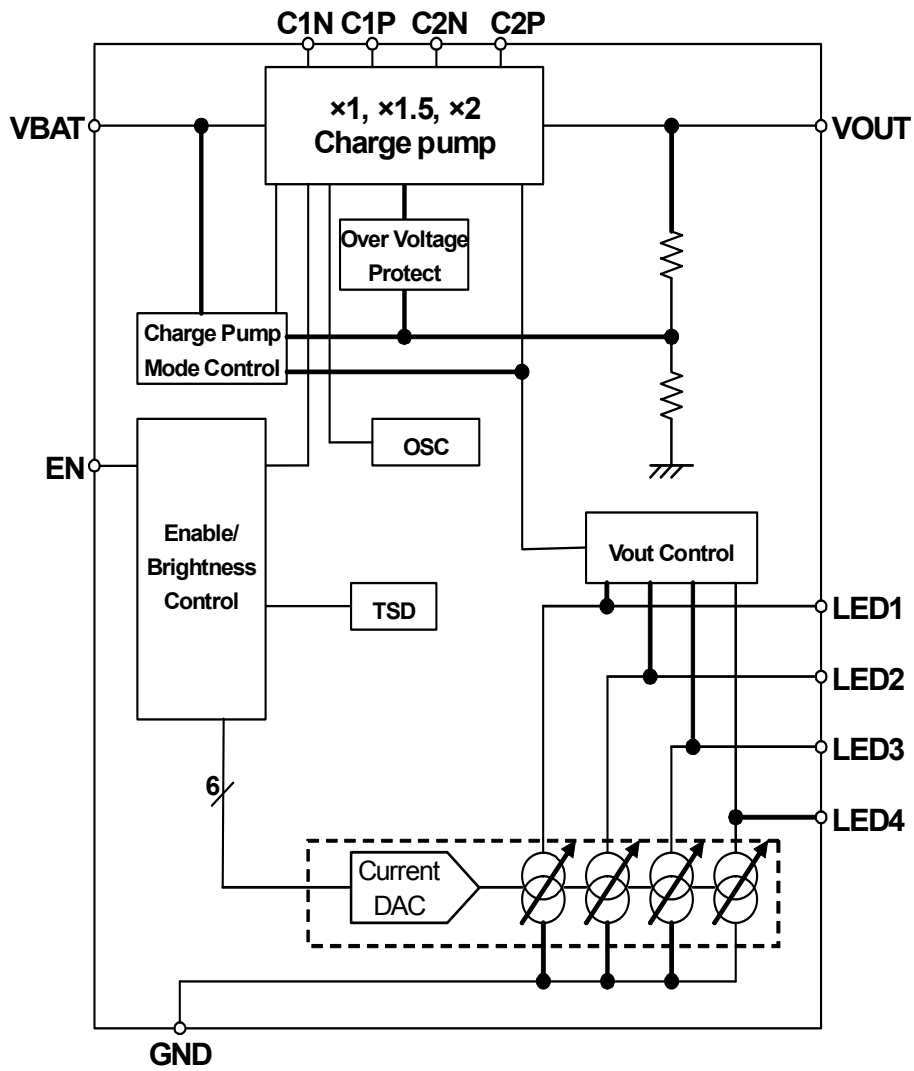 C1N C1P C2N C2P
×1, ×1.5, ×2
Charge pump
VBAT
VOUT
Over Voltage
Protect
Charge Pump
Mode Control
OSC
EN
Enable/
Brightness
Control
Vout Control
TSD
LED1
LED2
LED3
6
LED4
Current
DAC
GND